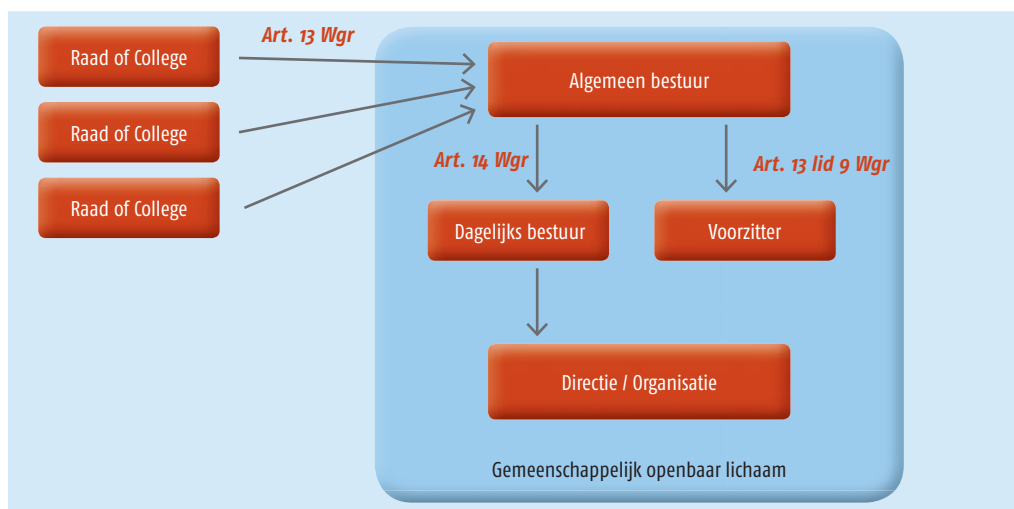 Art. 13 Wgr
Raad of College
Raad of College
Raad of College
Algemeen bestuur
Art. 14 Wgr
Art. 13 lid 9 Wgr
Dagelijks bestuur
Voorzitter
Directie / Organisatie
Gemeenschappelijk openbaar lichaam